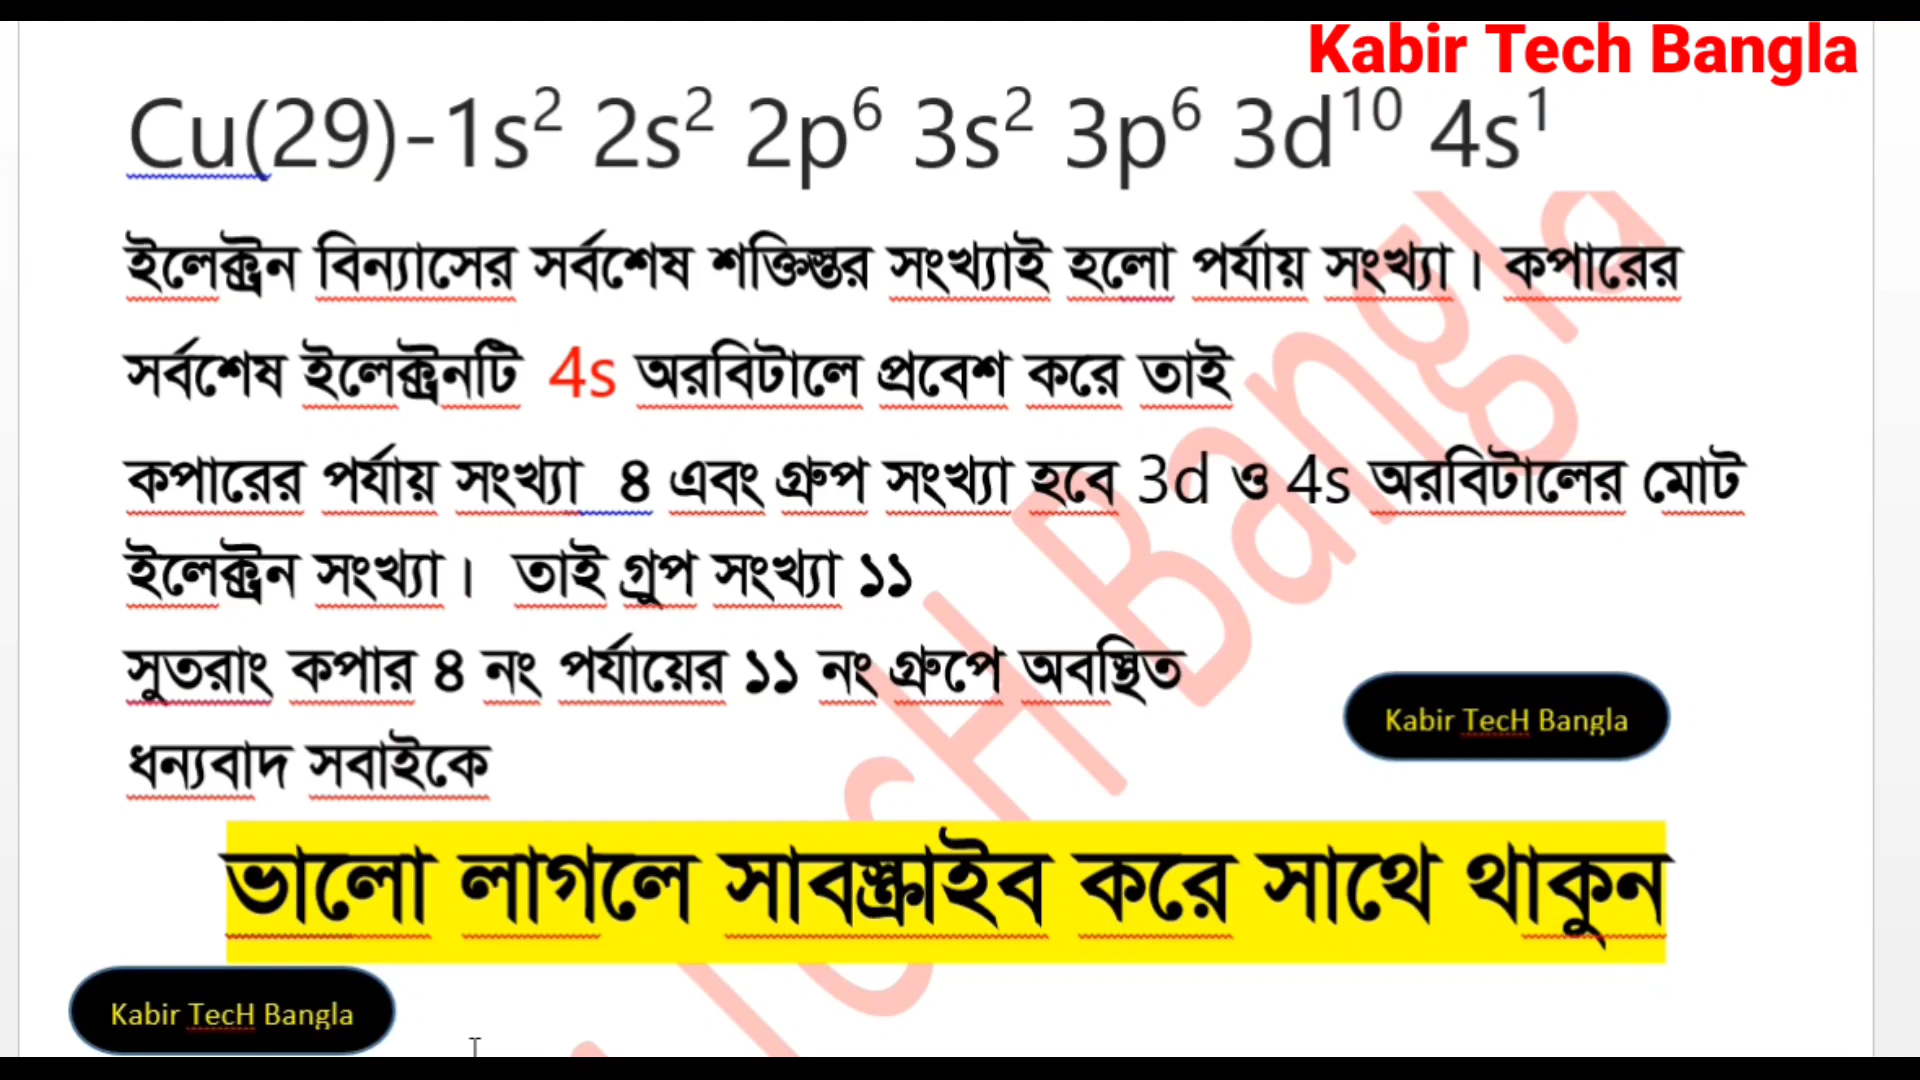 Kabir Tech Bangla
Cu(29)-1s² 2s² 2p⁶ 3s² 3p⁶ 3d¹⁰ 4s¹
ইলেক্ট্রন বিন্যাসের সর্বশেষ শক্তিস্তর সংখ্যাই হলো পর্যায় সংখ্যা। কপারের
সর্বশেষ ইলেক্ট্রনটি 4s অরবিটালে প্রবেশ করে তাই
কপারের পর্যায় সংখ্যা ৪ এবং গ্রুপ সংখ্যা হবে 3d ও 4s অরবিটালের মোট
ইলেক্ট্রন সংখ্যা। তাই গ্রুপ সংখ্যা ১১
সুতরাং কপার ৪ নং পর্যায়ের ১১ নং গ্রুপে অবস্থিত
Kabir TecH Bangla
ধন্যবাদ সবাইকে
ভালো লাগলে সাবস্ক্রাইব করে সাথে থাকুন
Kabir TecH Bangla
TecH Bangla